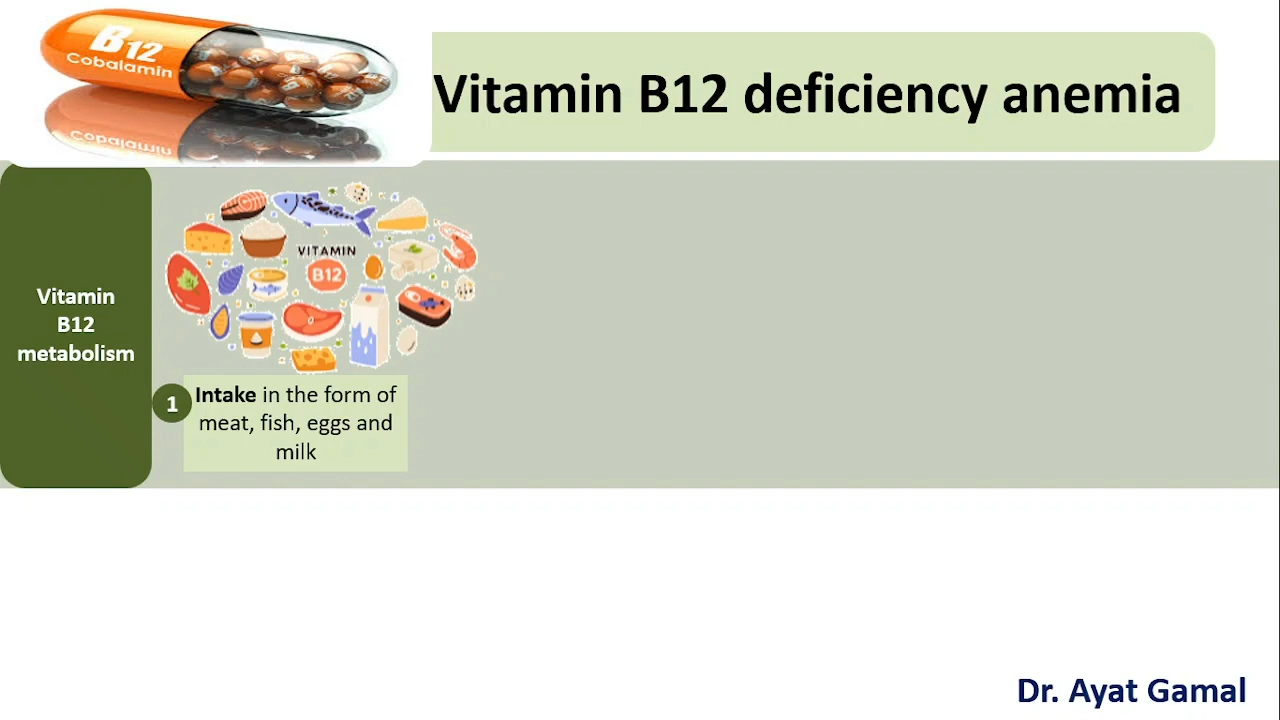 B12
Cobalamin
Vitamin B12 deficiency anemia
Vitamin
B12
metabolism
VITAMIN
B12
1
Intake in the form of
meat, fish, eggs and
milk
Dr. Ayat Gamal